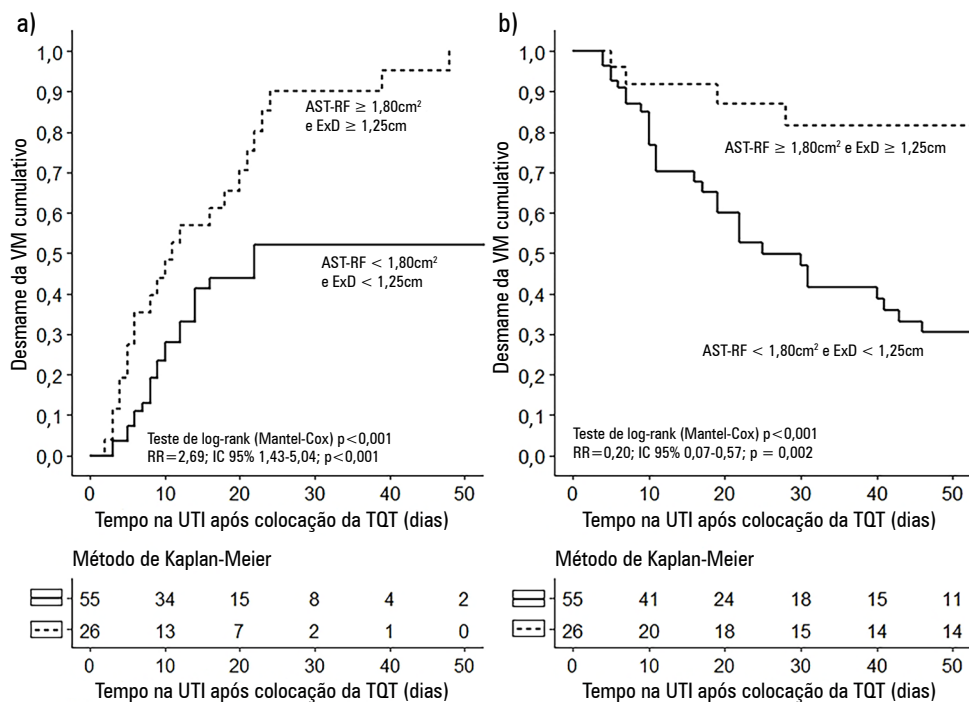 a)
Desmame da VM cumulativo
1,0
0,9
0,8
0,7
0,6
0,5
0,4
0,3
0,2
0,1
0,0
AST-RF ≥ 1,80cm²
e ExD ≥ 1,25cm
AST-RF < 1,80cm²
e ExD < 1,25cm
Teste de log-rank (Mantel-Cox) p<0,001
RR=2,69; IC 95% 1,43-5,04; p<0,001
0 10 20 30 40 50
Tempo na UTI após colocação da TQT (dias)
Método de Kaplan-Meier
55 34 15 8 4 2
26 13 7 2 1 0
0 10 20 30 40 50
Tempo na UTI após colocação da TQT (dias)
b)
Desmame da VM cumulativo
1,0
0,9
0,8
0,7
0,6
0,5
0,4
0,3
0,2
0,1
0,0
AST-RF ≥ 1,80cm² e ExD ≥ 1,25cm
AST-RF < 1,80cm² e ExD < 1,25cm
Teste de log-rank (Mantel-Cox) p<0,001
RR=0,20; IC 95% 0,07-0,57; p = 0,002
0 10 20 30 40 50
Tempo na UTI após colocação da TQT (dias)
Método de Kaplan-Meier
55 41 24 18 15 11
26 20 18 15 14 14
0 10 20 30 40 50
Tempo na UTI após colocação da TQT (dias)